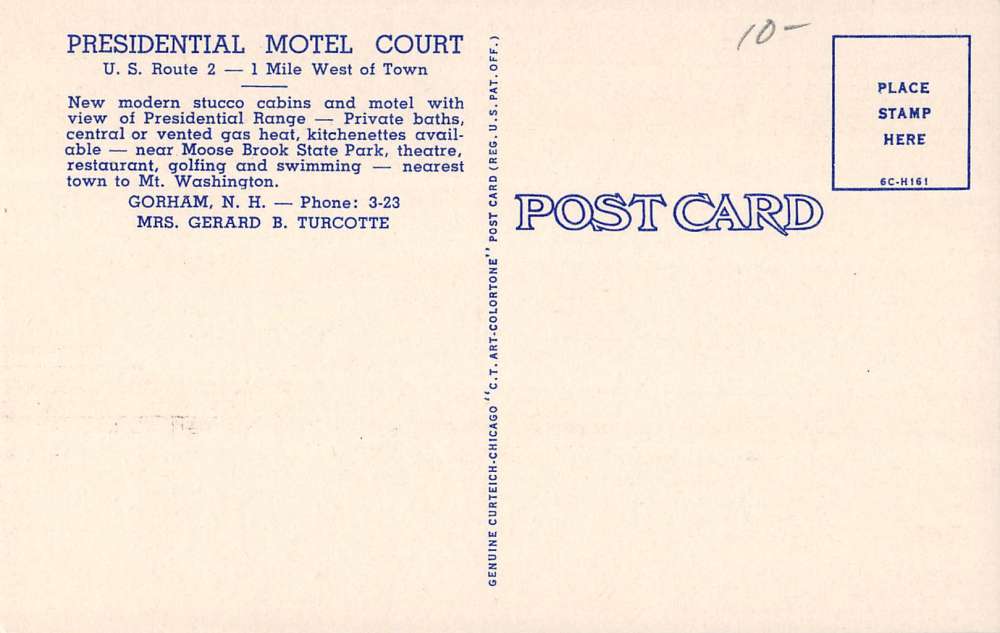 PRESIDENTIAL MOTEL COURT
U. S. Route 2 — 1 Mile West of Town
New modern stucco cabins and motel with
view of Presidential Range — Private baths,
central or vented gas heat, kitchenettes avail-
able — near Moose Brook State Park, theatre,
restaurant, golfing and swimming — nearest
town to Mt. Washington.
GORHAM, N. H. — Phone: 3-23
MRS. GERARD B. TURCOTTE
GENUINE CURTEICH-CHICAGO "C.T. ART-COLORTONE" POST CARD (REG. U.S. PAT. OFF.)
10-
POST CARD
PLACE
STAMP
HERE
6C-H161